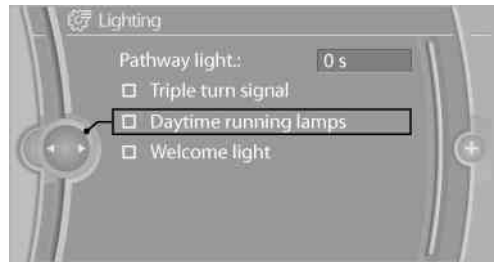 Lighting
Pathway light.: 0 s
Triple turn signal
Daytime running lamps
Welcome light